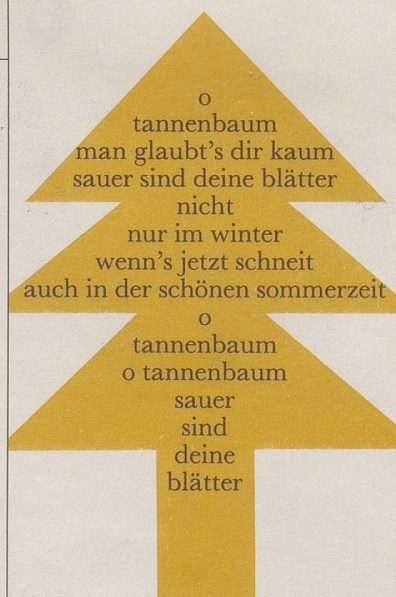 o
tannenbaum
man glaubt's dir kaum
sauer sind deine blätter
nicht
nur im winter
wenn's jetzt schneit
auch in der schönen sommerzeit
o
tannenbaum
o tannenbaum
sauer
sind
deine
blätter